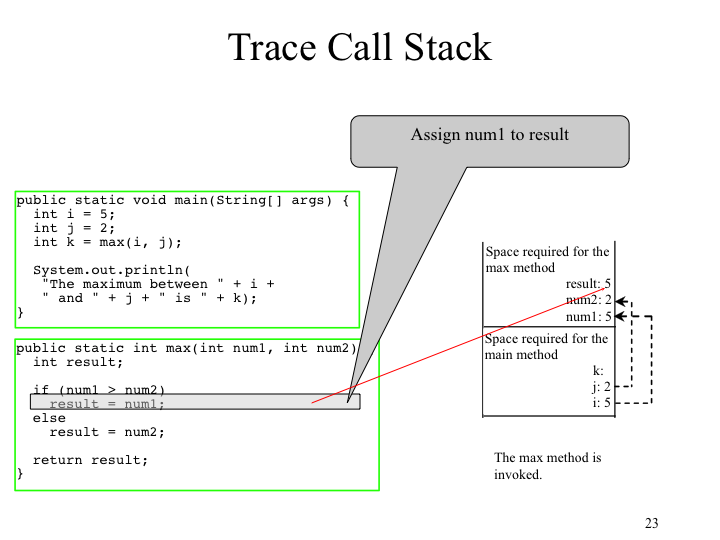 Trace Call Stack
Assign num1 to result
public static void main(String[] args) {
  int i = 5;
  int j = 2;
  int k = max(i, j);

  System.out.println(
   "The maximum between " + i +
   " and " + j + " is " + k);
}
public static int max(int num1, int num2)
  int result;

  if (num1 > num2)
    result = num1;
  else
    result = num2;

  return result;
}
Space required for the
max method
result: 5
num2: 2
num1: 5
Space required for the
main method
k:
j: 2
i: 5
The max method is
invoked.
23